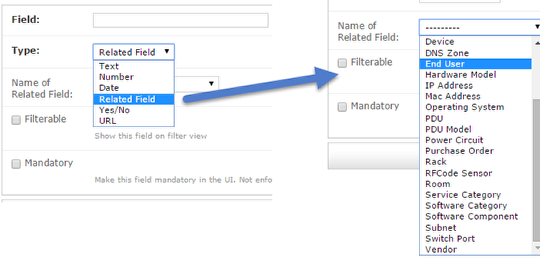 Field:
Type:
Related Field
Text
Number
Date
Related Field
Yes/No
URL
Name of
Related Field:
Filterable
Show this field on filter view
Mandatory
Make this field mandatory in the UI. Not enfo
Name of
Related Field:
---------
Device
DNS Zone
End User
Hardware Model
IP Address
Mac Address
Operating System
PDU
PDU Model
Power Circuit
Purchase Order
Rack
RFCode Sensor
Room
Service Category
Software Category
Software Component
Subnet
Switch Port
Vendor
Filterable
Mandatory